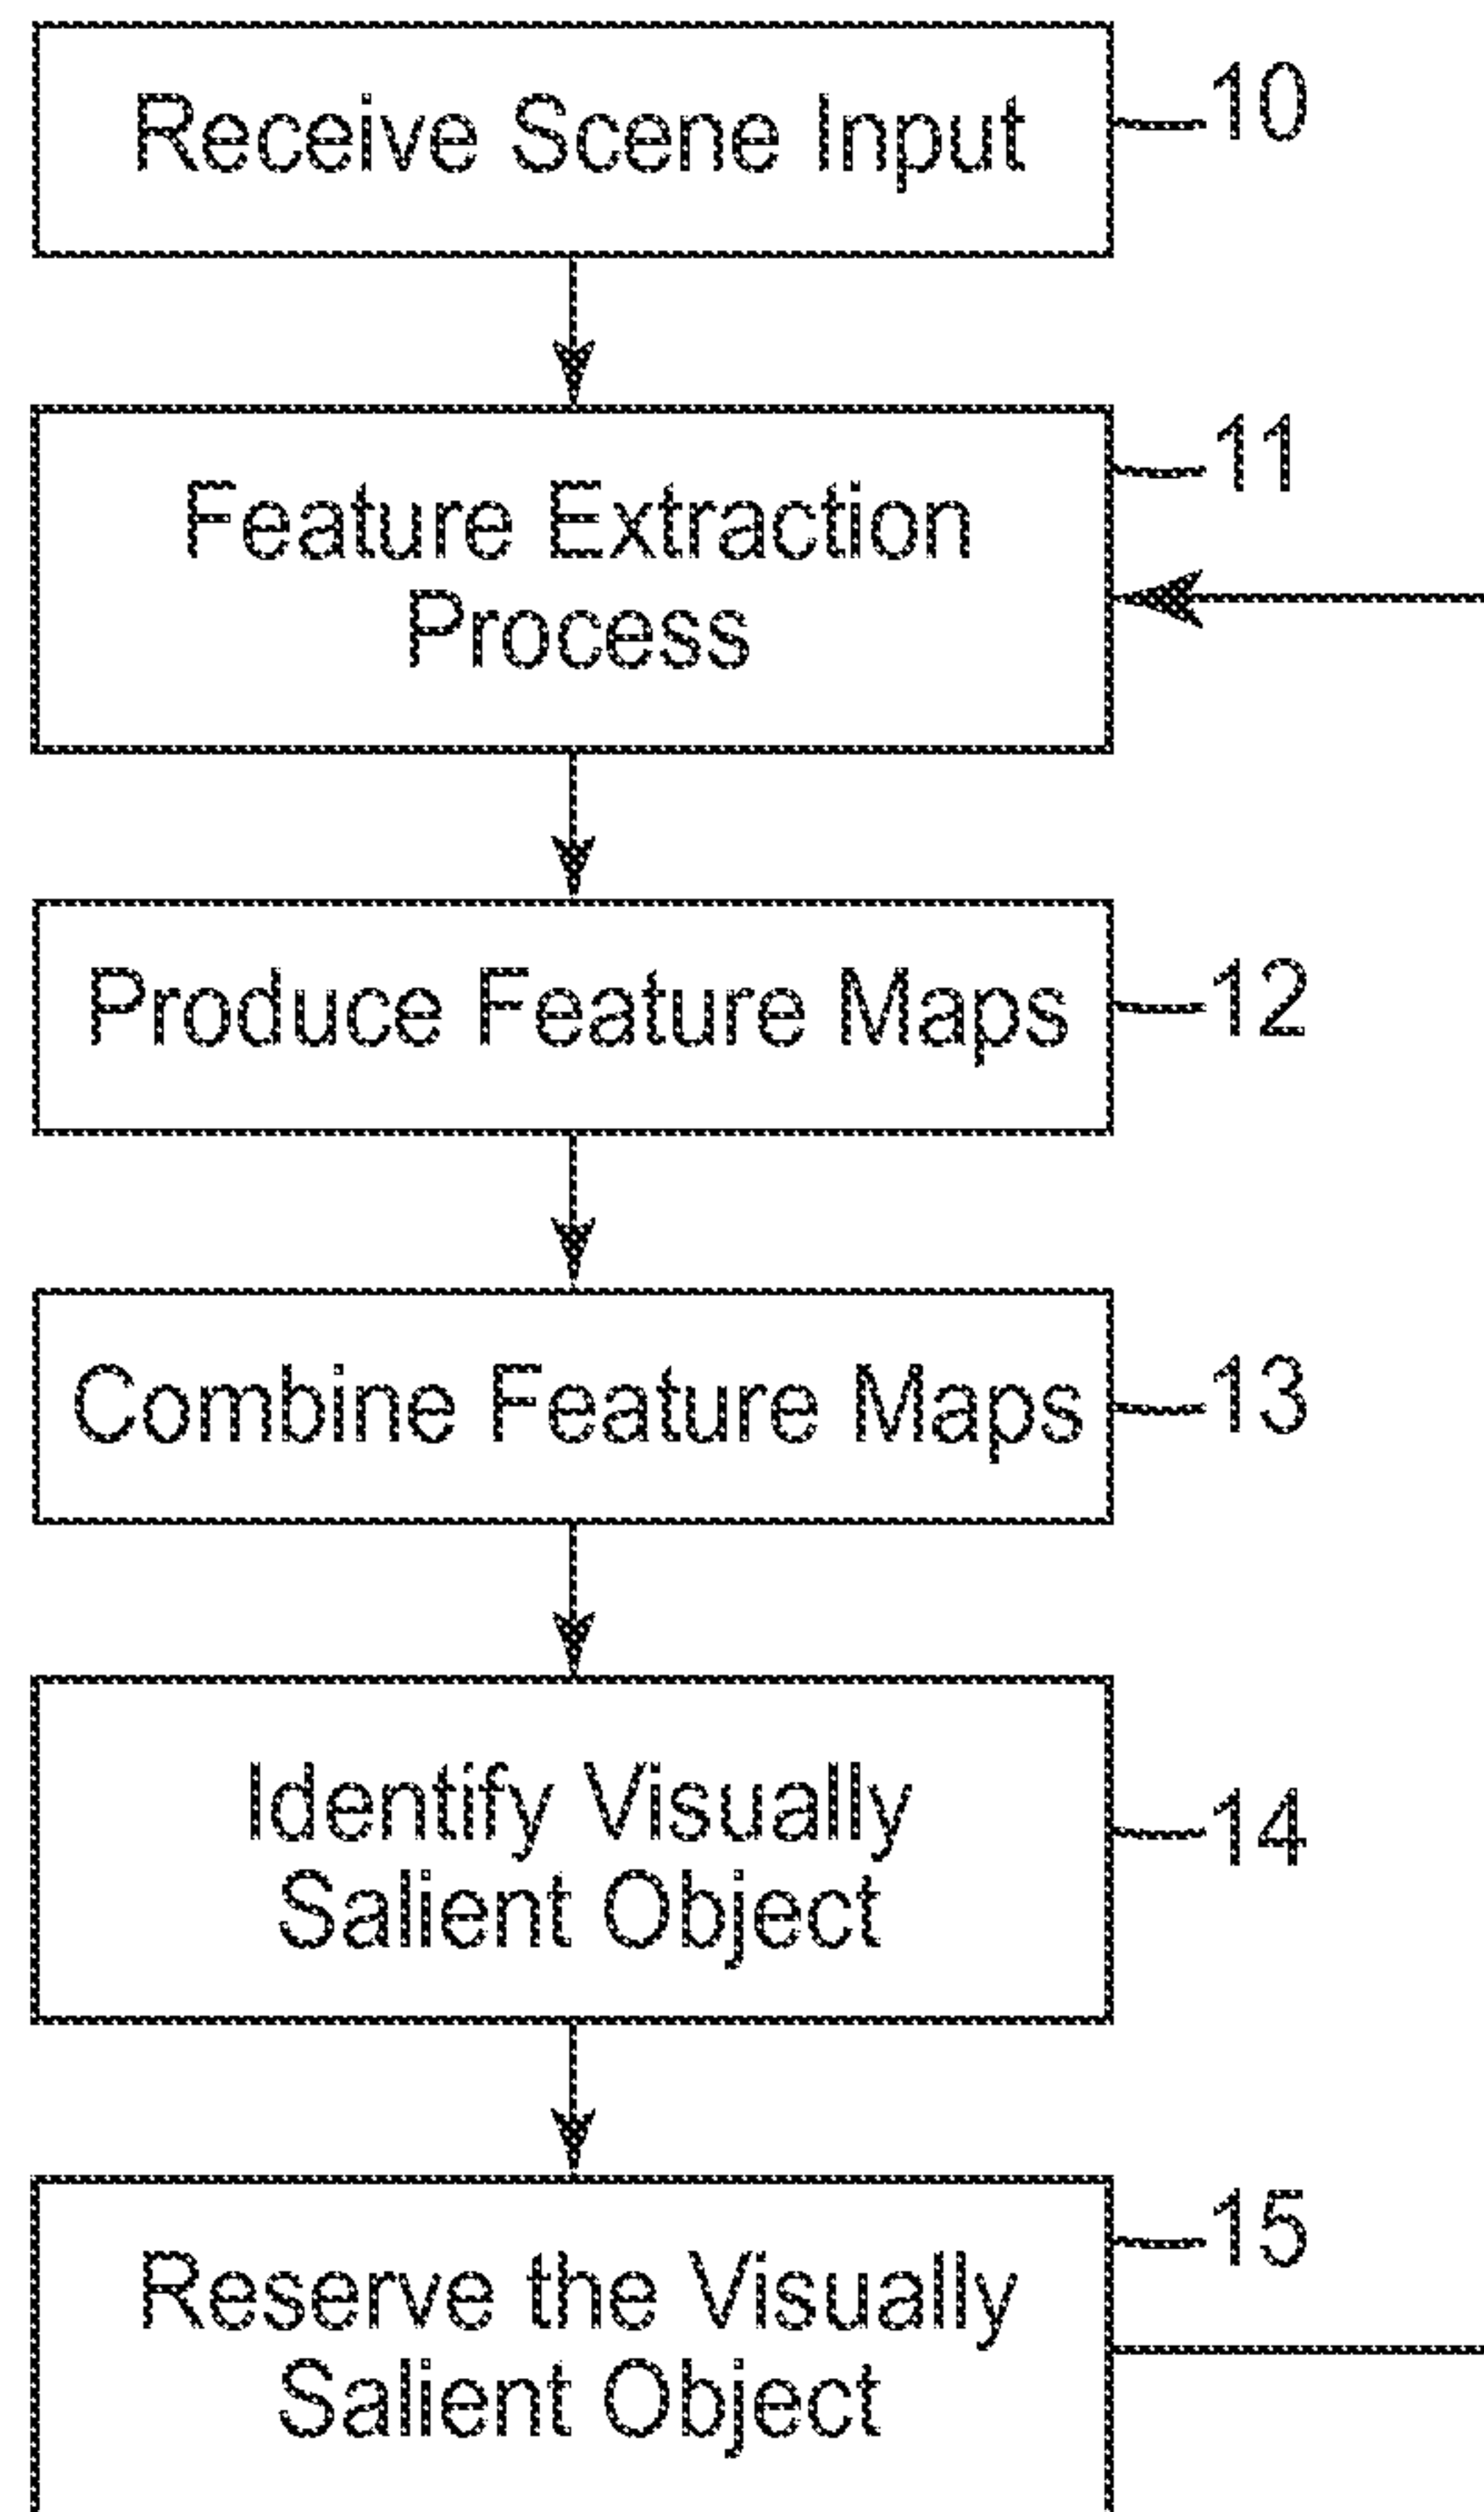 Receive Scene Input
10
Feature Extraction
Process
11
Produce Feature Maps
12
Combine Feature Maps
13
Identify Visually
Salient Object
14
Reserve the Visually
Salient Object
15